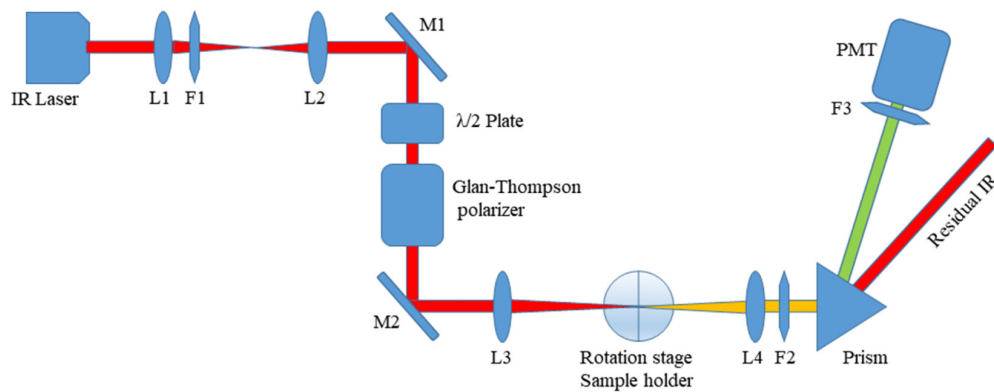 IR Laser
L1
F1
L2
M1
λ/2 Plate
Glan-Thompson
polarizer
M2
L3
Rotation stage
Sample holder
L4
F2
Prism
PMT
F3
Residual IR